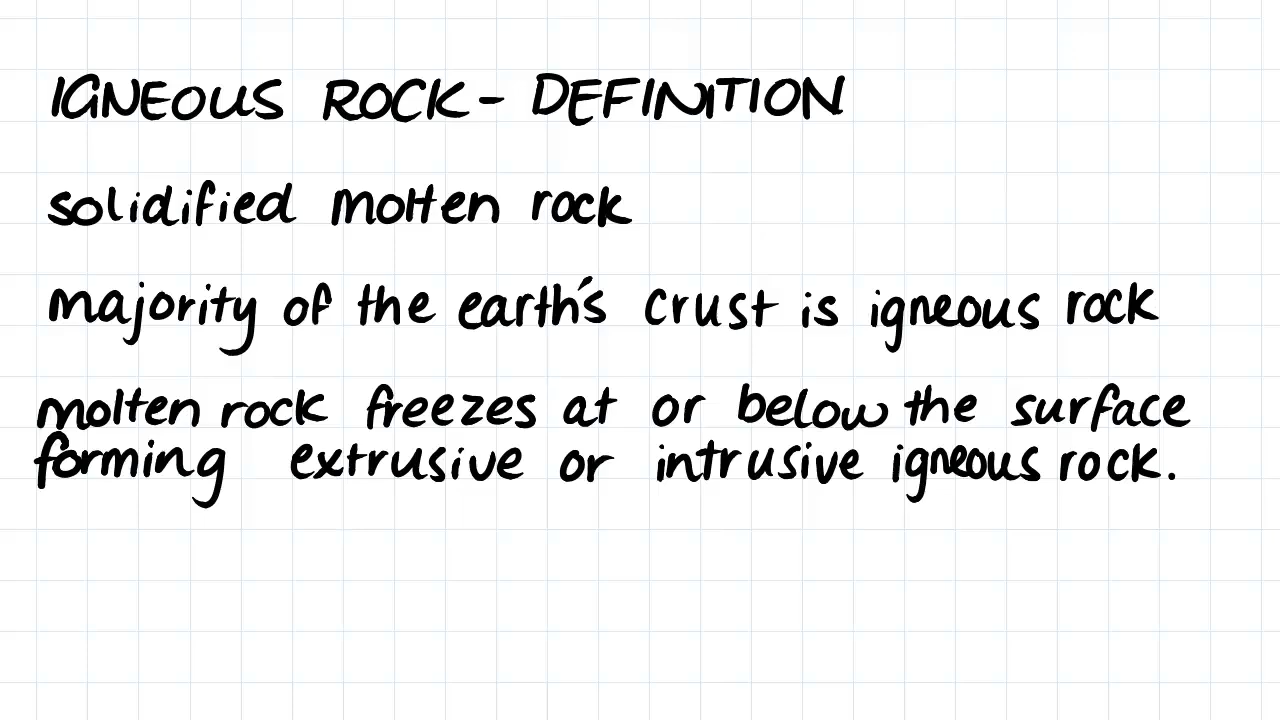 IGNEOUS ROCK - DEFINITION
solidified molten rock
majority of the earth's crust is igneous rock
molten rock freezes at or below the surface
forming extrusive or intrusive igneous rock.